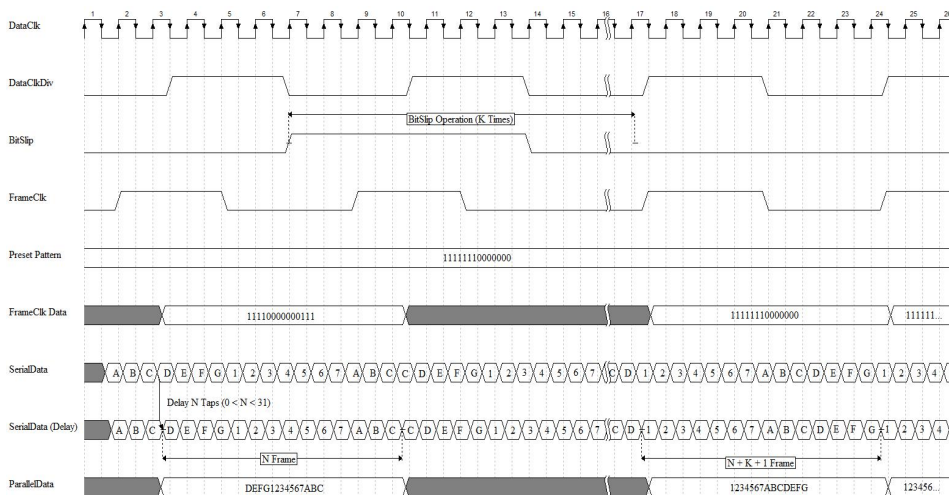 1 2 3 4 5 6 7 8 9 10 11 12 13 14 15 16 17 18 19 20 21 22 23 24 25 26
DataClk
DataClkDiv
BitSlip Operation (K Times)
BitSlip
FrameClk
Preset Pattern
11111110000000
FrameClk Data
11110000000111
11111110000000
111111...
SerialData
A B C D E F G 1 2 3 4 5 6 7 A B C C D E F G 1 2 3 4 5 6 7 C D 1 2 3 4 5 6 7 A B C D E F G 1 2 3 4
Delay N Taps (0 < N < 31)
SerialData (Delay)
A B C D E F G 1 2 3 4 5 6 7 A B C C D E F G 1 2 3 4 5 6 7 C D 1 2 3 4 5 6 7 A B C D E F G 1 2 3 4
N Frame
N + K + 1 Frame
ParallelData
DEFG1234567ABC
1234567ABCDEFG
123456...